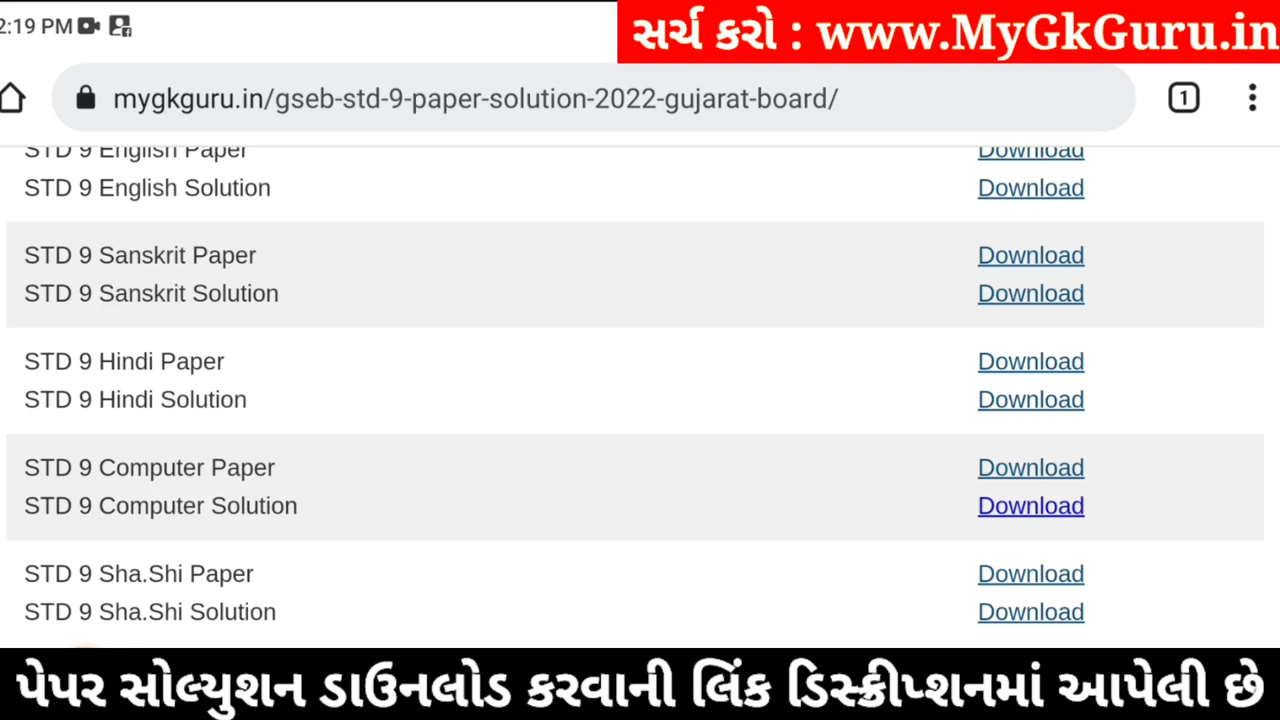 2:19 PM
સર્ચ કરો : www.MyGkGuru.in
mygkguru.in/gseb-std-9-paper-solution-2022-gujarat-board/
1
STD 9 English Paper Download
STD 9 English Solution Download
STD 9 Sanskrit Paper Download
STD 9 Sanskrit Solution Download
STD 9 Hindi Paper Download
STD 9 Hindi Solution Download
STD 9 Computer Paper Download
STD 9 Computer Solution Download
STD 9 Sha.Shi Paper Download
STD 9 Sha.Shi Solution Download
પેપર સોલ્યુશન ડાઉનલોડ કરવાની લિંક ડિસ્ક્રીપ્શનમાં આપેલી છે